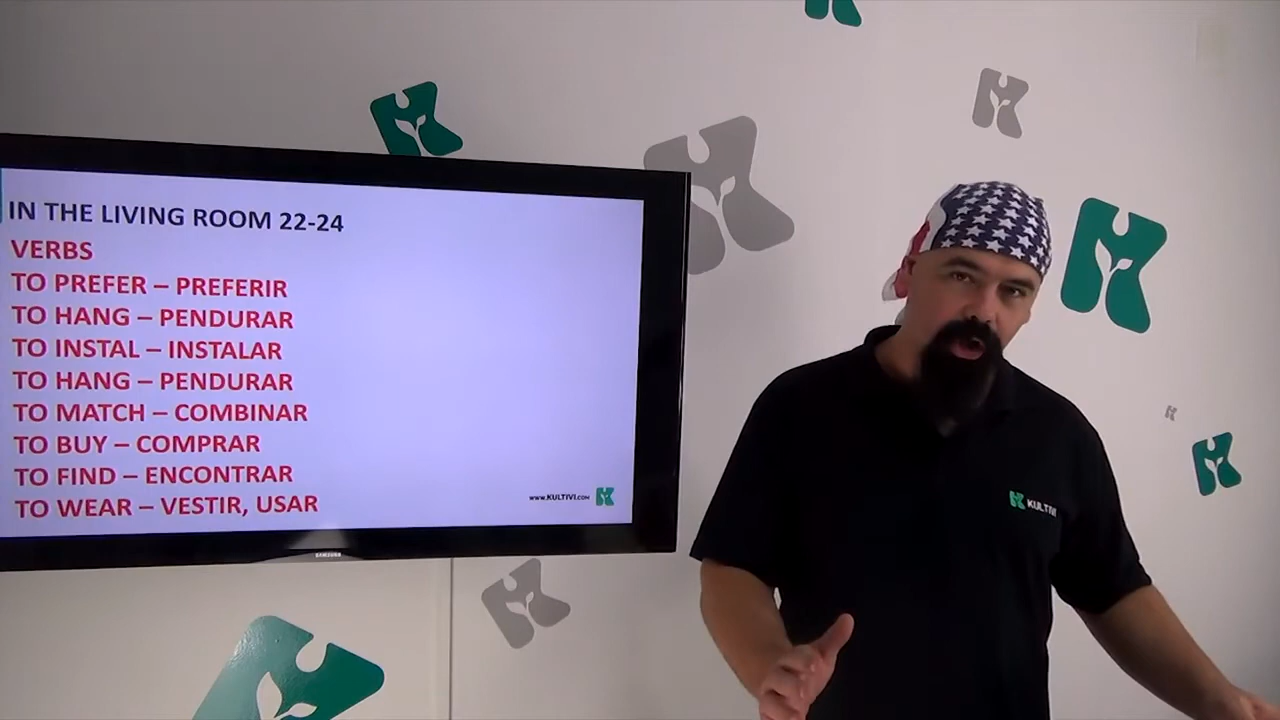 IN THE LIVING ROOM 22-24
VERBS
TO PREFER – PREFERIR
TO HANG – PENDURAR
TO INSTAL – INSTALAR
TO HANG – PENDURAR
TO MATCH – COMBINAR
TO BUY – COMPRAR
TO FIND – ENCONTRAR
TO WEAR – VESTIR, USAR
WWW.KULTIVI.COM
SAMSUNG
KULTIVI